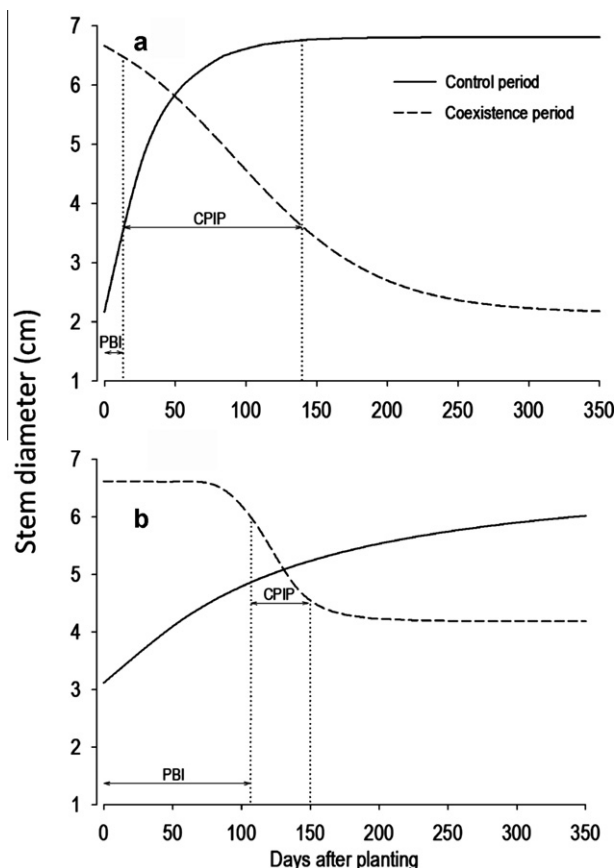 Stem diameter (cm)
7
6
5
4
3
2
1
a
Control period
Coexistence period
CPIP
PBI
0 50 100 150 200 250 300 350
7
6
5
4
3
2
1
b
CPIP
PBI
0 50 100 150 200 250 300 350
Days after planting